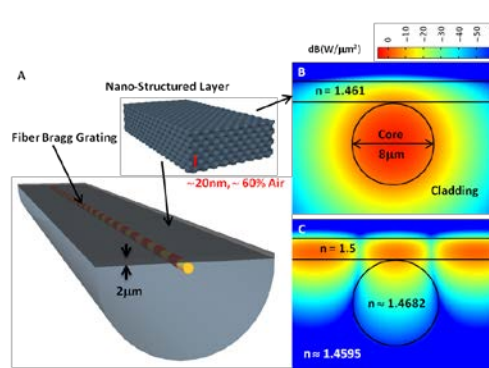 dB(W/μm²)
0 -10 -20 -30 -40 -50
A
Nano-Structured Layer
Fiber Bragg Grating
~20nm, ~ 60% Air
2μm
B
n = 1.461
Core
8μm
Cladding
C
n = 1.5
n ≈ 1.4682
n ≈ 1.4595